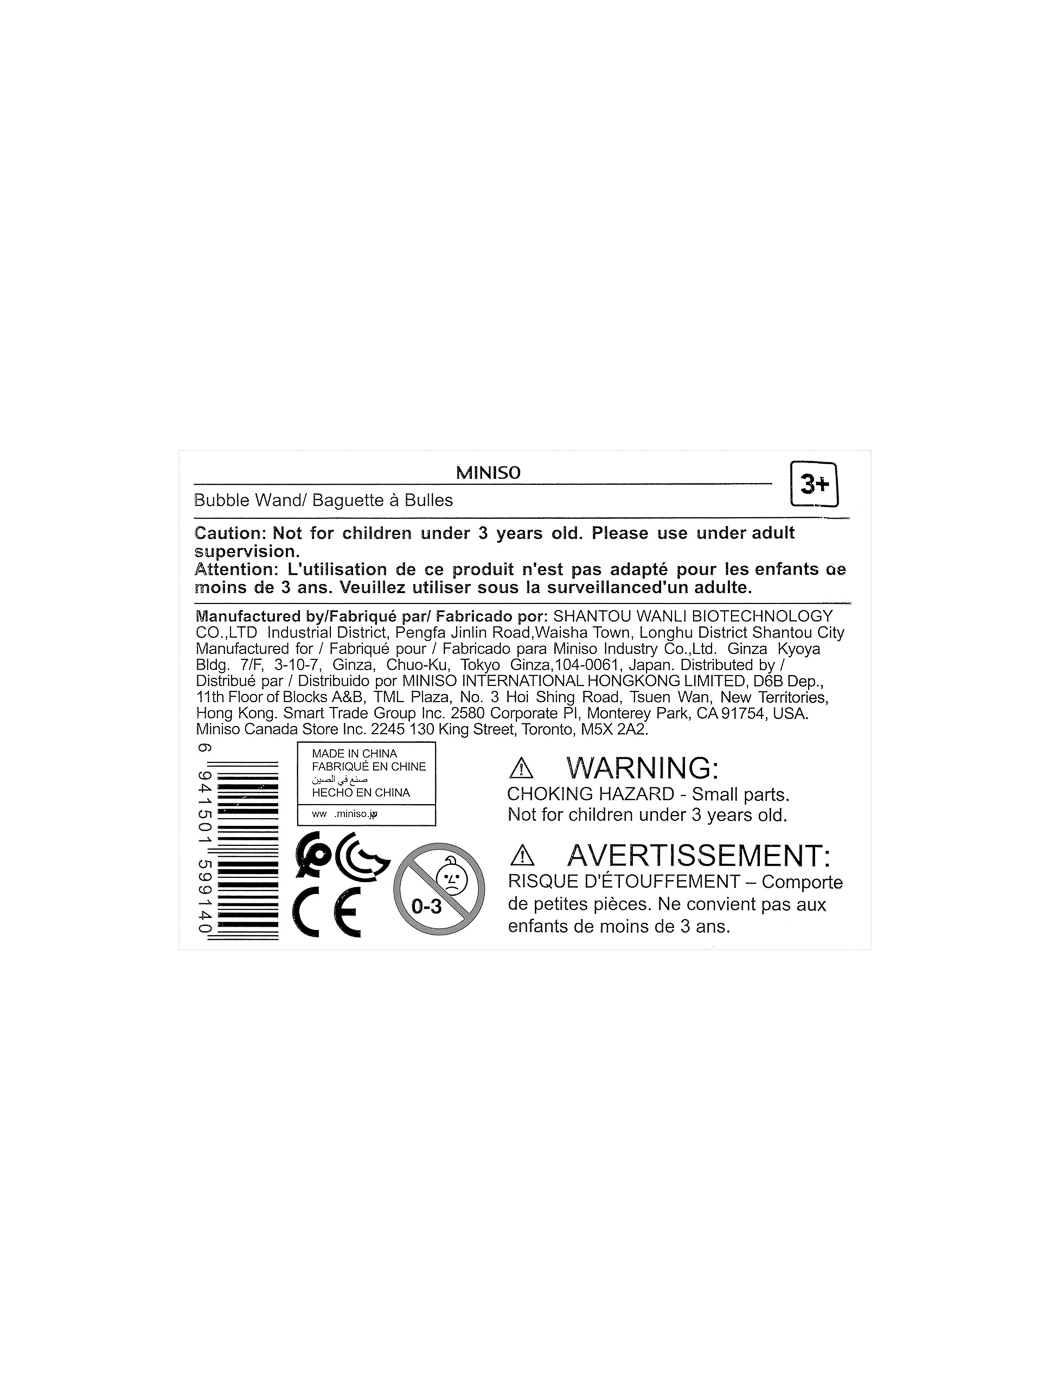 MINISO
3+
Bubble Wand/ Baguette à Bulles
Caution: Not for children under 3 years old. Please use under adult
supervision.
Attention: L'utilisation de ce produit n'est pas adapté pour les enfants de
moins de 3 ans. Veuillez utiliser sous la surveillanced'un adulte.
Manufactured by/Fabriqué par/ Fabricado por: SHANTOU WANLI BIOTECHNOLOGY
CO.,LTD Industrial District, Pengfa Jinlin Road,Waisha Town, Longhu District Shantou City
Manufactured for / Fabriqué pour / Fabricado para Miniso Industry Co.,Ltd. Ginza Kyoya
Bldg. 7/F, 3-10-7, Ginza, Chuo-Ku, Tokyo Ginza,104-0061, Japan. Distributed by /
Distribué par / Distribuido por MINISO INTERNATIONAL HONGKONG LIMITED, D6B Dep.,
11th Floor of Blocks A&B, TML Plaza, No. 3 Hoi Shing Road, Tsuen Wan, New Territories,
Hong Kong. Smart Trade Group Inc. 2580 Corporate Pl, Monterey Park, CA 91754, USA.
Miniso Canada Store Inc. 2245 130 King Street, Toronto, M5X 2A2.
6 941501 599140
MADE IN CHINA
FABRIQUÉ EN CHINE
صنع في الصين
HECHO EN CHINA
ww .miniso.jp
CE
0-3
WARNING:
CHOKING HAZARD - Small parts.
Not for children under 3 years old.
AVERTISSEMENT:
RISQUE D'ÉTOUFFEMENT – Comporte
de petites pièces. Ne convient pas aux
enfants de moins de 3 ans.